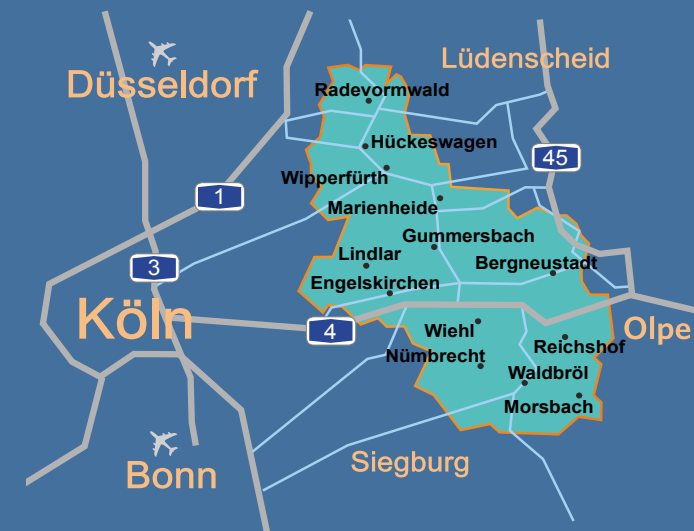 Lüdenscheid
Düsseldorf
Radevormwald
Hückeswagen
45
Wipperfürth
1
Marienheide
Gummersbach
Lindlar
3
Bergneustadt
Engelskirchen
Köln
4
Wiehl
Olpe
Reichshof
Nümbrecht
Waldbröl
Morsbach
Siegburg
Bonn